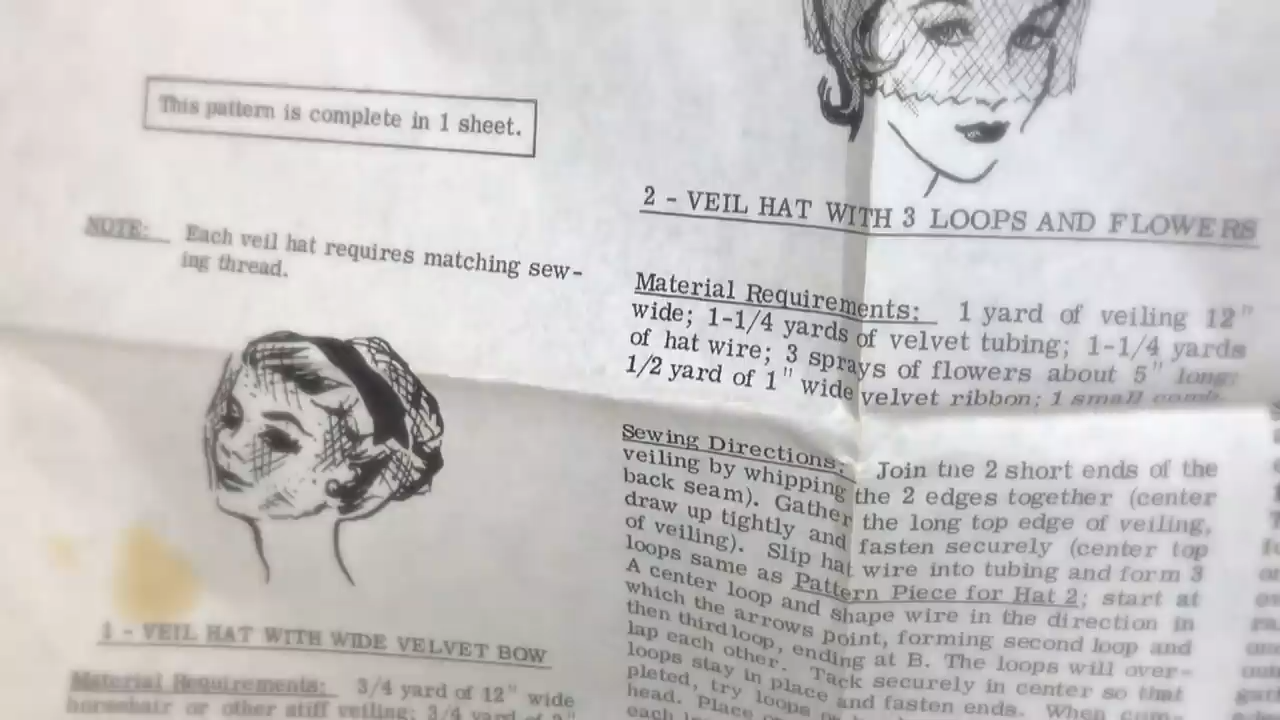 This pattern is complete in 1 sheet.
NOTE: Each veil hat requires matching sew-
ing thread.
1 - VEIL HAT WITH WIDE VELVET BOW
Material Requirements: 3/4 yard of 12" wide
horsehair or other stiff veiling; 3/4 yard of
2 - VEIL HAT WITH 3 LOOPS AND FLOWERS
Material Requirements: 1 yard of veiling 12"
wide; 1-1/4 yards of velvet tubing; 1-1/4 yards
of hat wire; 3 sprays of flowers about 5" long;
1/2 yard of 1" wide velvet ribbon; 1 small comb.
Sewing Directions: Join the 2 short ends of the
veiling by whipping the 2 edges together (center
back seam). Gather the long top edge of veiling,
draw up tightly and fasten securely (center top
of veiling). Slip hat wire into tubing and form 3
loops same as Pattern Piece for Hat 2; start at
A center loop and shape wire in the direction in
which the arrows point, forming second loop and
then third loop, ending at B. The loops will over-
lap each other. Tack securely in center so that
loops stay in place and fasten ends. When com-
pleted, try loops
head. Place
each